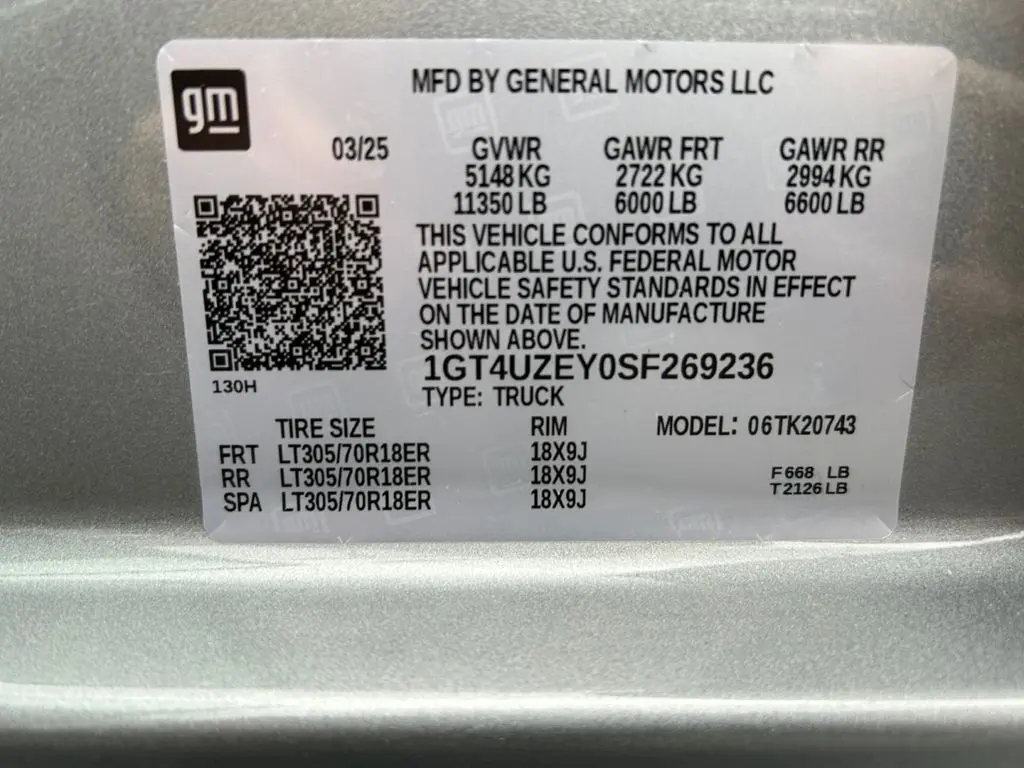 gm
MFD BY GENERAL MOTORS LLC
03/25 GVWR GAWR FRT GAWR RR
5148 KG 2722 KG 2994 KG
11350 LB 6000 LB 6600 LB
THIS VEHICLE CONFORMS TO ALL
APPLICABLE U.S. FEDERAL MOTOR
VEHICLE SAFETY STANDARDS IN EFFECT
ON THE DATE OF MANUFACTURE
SHOWN ABOVE.
1GT4UZEY0SF269236
130H
TYPE: TRUCK
TIRE SIZE RIM MODEL: 06TK20743
FRT LT305/70R18ER 18X9J
RR LT305/70R18ER 18X9J F 668 LB
SPA LT305/70R18ER 18X9J T 2126 LB